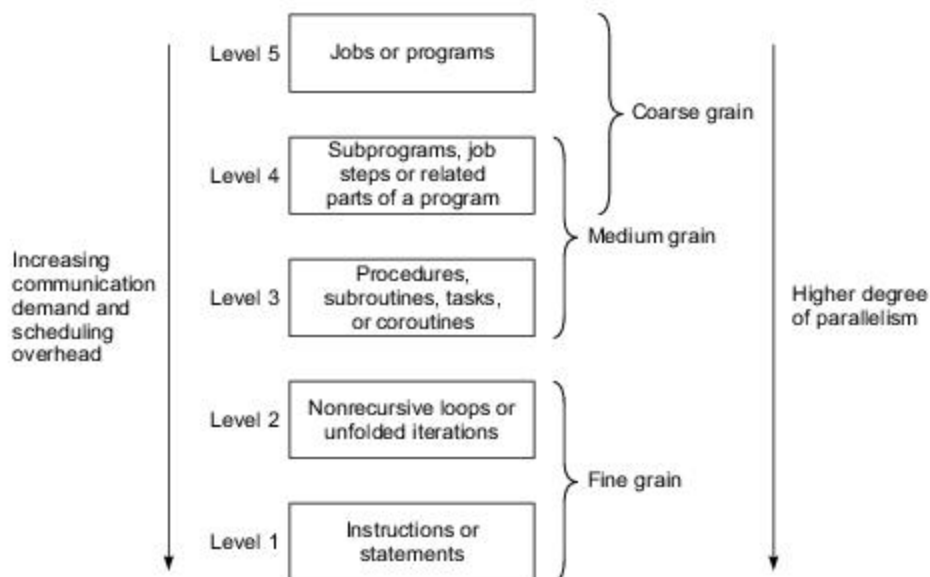 Level 5
Jobs or programs
Coarse grain
Level 4
Subprograms, job
steps or related
parts of a program
Medium grain
Increasing
communication
demand and
scheduling
overhead
Level 3
Procedures,
subroutines, tasks,
or coroutines
Higher degree
of parallelism
Level 2
Nonrecursive loops or
unfolded iterations
Fine grain
Level 1
Instructions or
statements